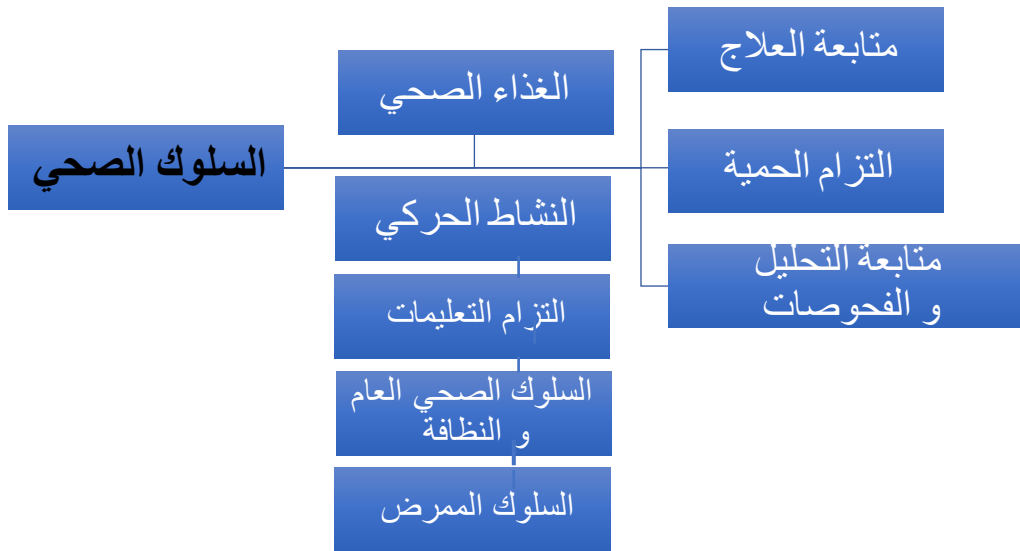 السلوك الصحي
الغذاء الصحي
النشاط الحركي
التزام التعليمات
السلوك الصحي العام
و النظافة
السلوك الممرض
متابعة العلاج
التزام الحمية
متابعة التحليل
و الفحوصات